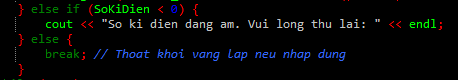 } else if (SoKiDien < 0) {
cout << "So ki dien dang am. Vui long thu lai: " << endl;
} else {
break; // Thoat khoi vang lap neu nhap dung
}